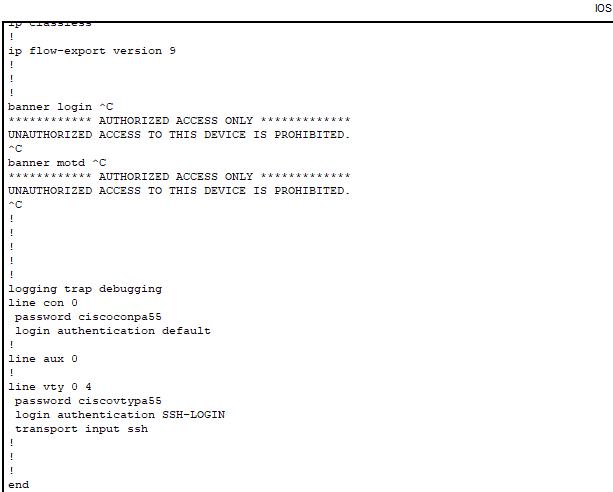 IOS
ip classless
!
ip flow-export version 9
!
!
!
banner login ^C
************ AUTHORIZED ACCESS ONLY *************
UNAUTHORIZED ACCESS TO THIS DEVICE IS PROHIBITED.
^C
banner motd ^C
************ AUTHORIZED ACCESS ONLY *************
UNAUTHORIZED ACCESS TO THIS DEVICE IS PROHIBITED.
^C
!
!
!
!
!
logging trap debugging
line con 0
password ciscoconpa55
login authentication default
!
line aux 0
!
line vty 0 4
password ciscovtypa55
login authentication SSH-LOGIN
transport input ssh
!
!
!
end